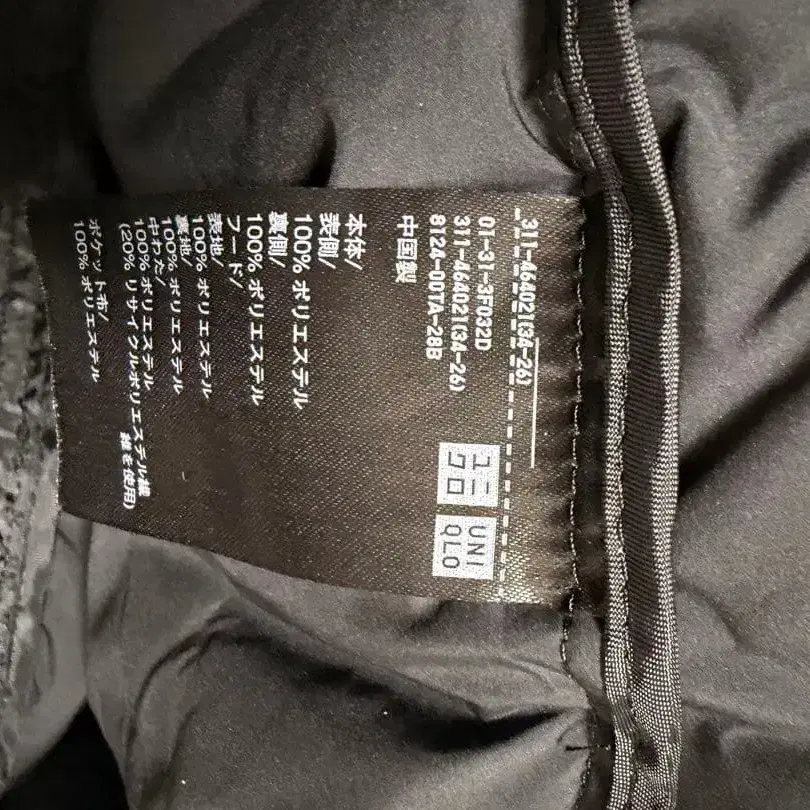 311-464021(34-26)
ユニ
クロ
UNI
QLO
01-31-3F032D
311-464021(34-26)
8124-00TA-28B
中国製
本体/
表側/
100% ポリエステル
裏側/
100% ポリエステル
フード/
表地/
100% ポリエステル
裏地/
100% ポリエステル
中わた/
100% ポリエステル
(20% リサイクルポリエステル繊
維を使用)
ポケット布/
100% ポリエステル